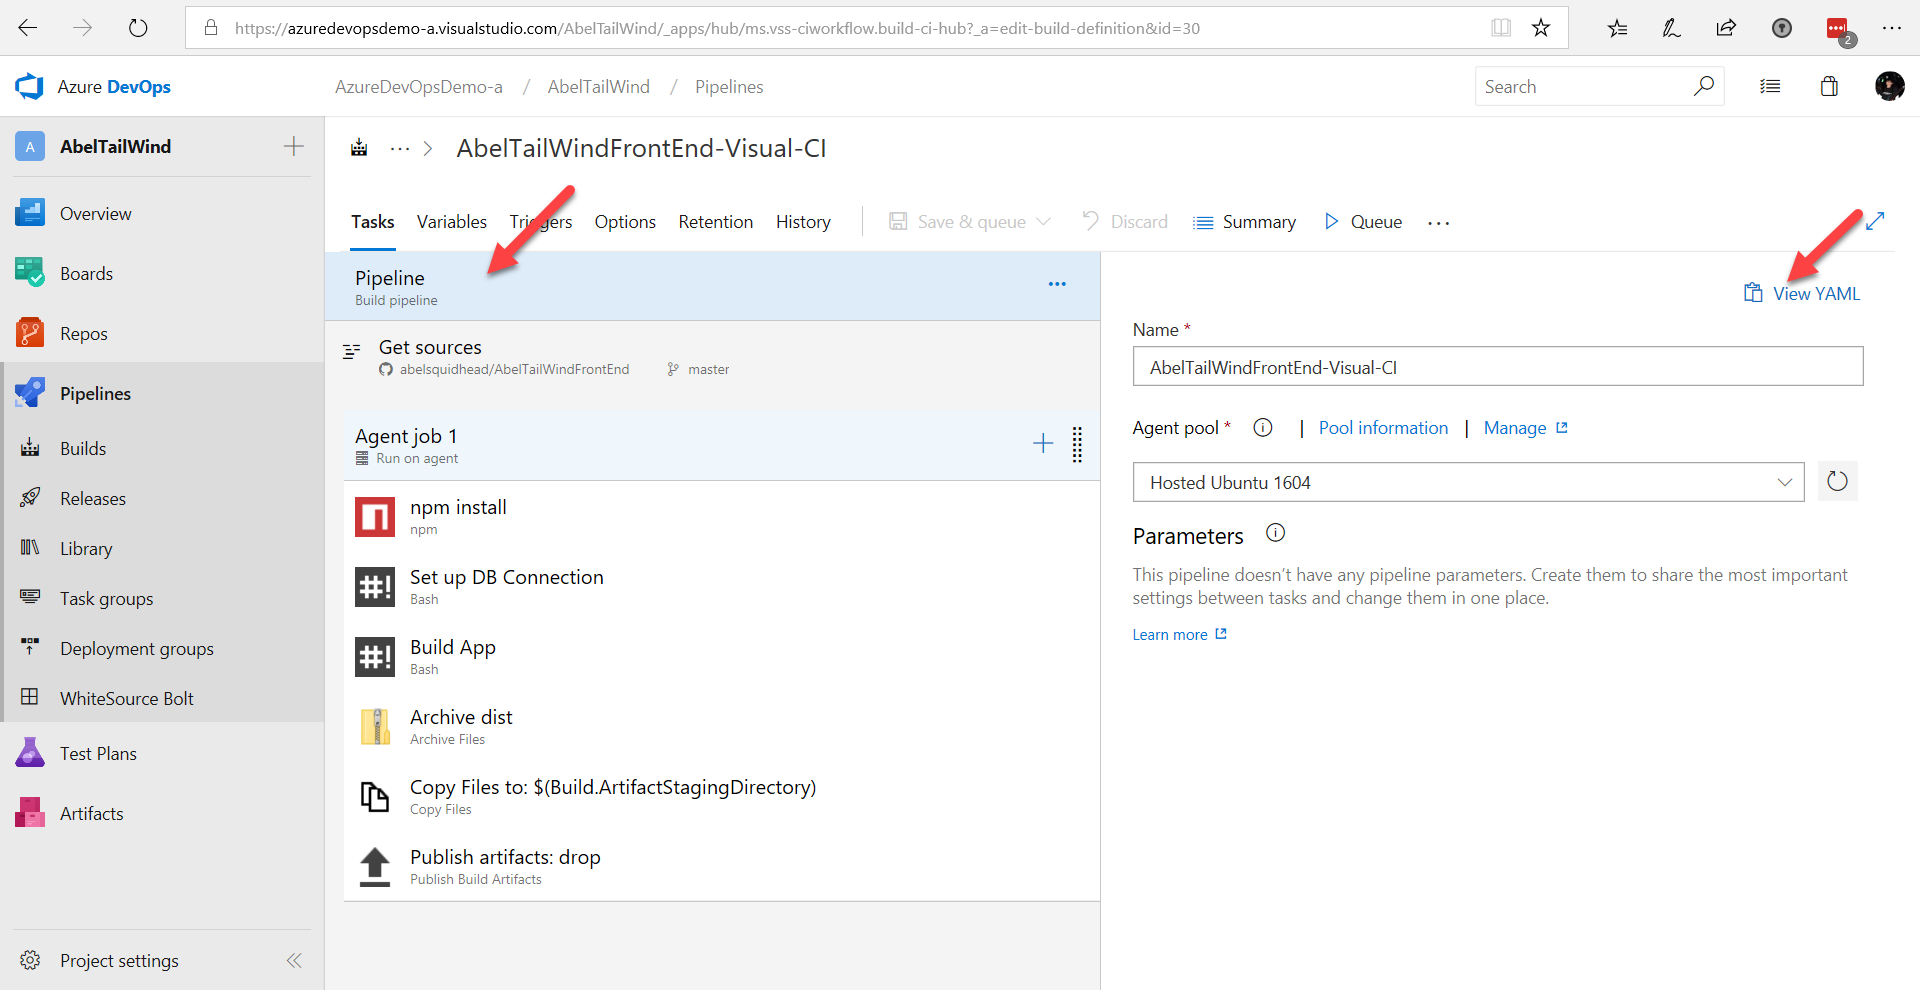 https://azuredevopsdemo-a.visualstudio.com/AbelTailWind/_apps/hub/ms.vss-ciworkflow.build-ci-hub?_a=edit-build-definition&id=30
2
Azure DevOps
AzureDevOpsDemo-a / AbelTailWind / Pipelines
Search
A AbelTailWind
Overview
Boards
Repos
Pipelines
Builds
Releases
Library
Task groups
Deployment groups
WhiteSource Bolt
Test Plans
Artifacts
Project settings
... > AbelTailWindFrontEnd-Visual-CI
Tasks Variables Triggers Options Retention History Save & queue Discard Summary Queue ...
Pipeline
Build pipeline
Get sources
abelsquidhead/AbelTailWindFrontEnd master
Agent job 1
Run on agent
npm install
npm
#! Set up DB Connection
Bash
#! Build App
Bash
Archive dist
Archive Files
Copy Files to: $(Build.ArtifactStagingDirectory)
Copy Files
Publish artifacts: drop
Publish Build Artifacts
View YAML
Name *
AbelTailWindFrontEnd-Visual-CI
Agent pool * | Pool information | Manage
Hosted Ubuntu 1604
Parameters
This pipeline doesn't have any pipeline parameters. Create them to share the most important
settings between tasks and change them in one place.
Learn more